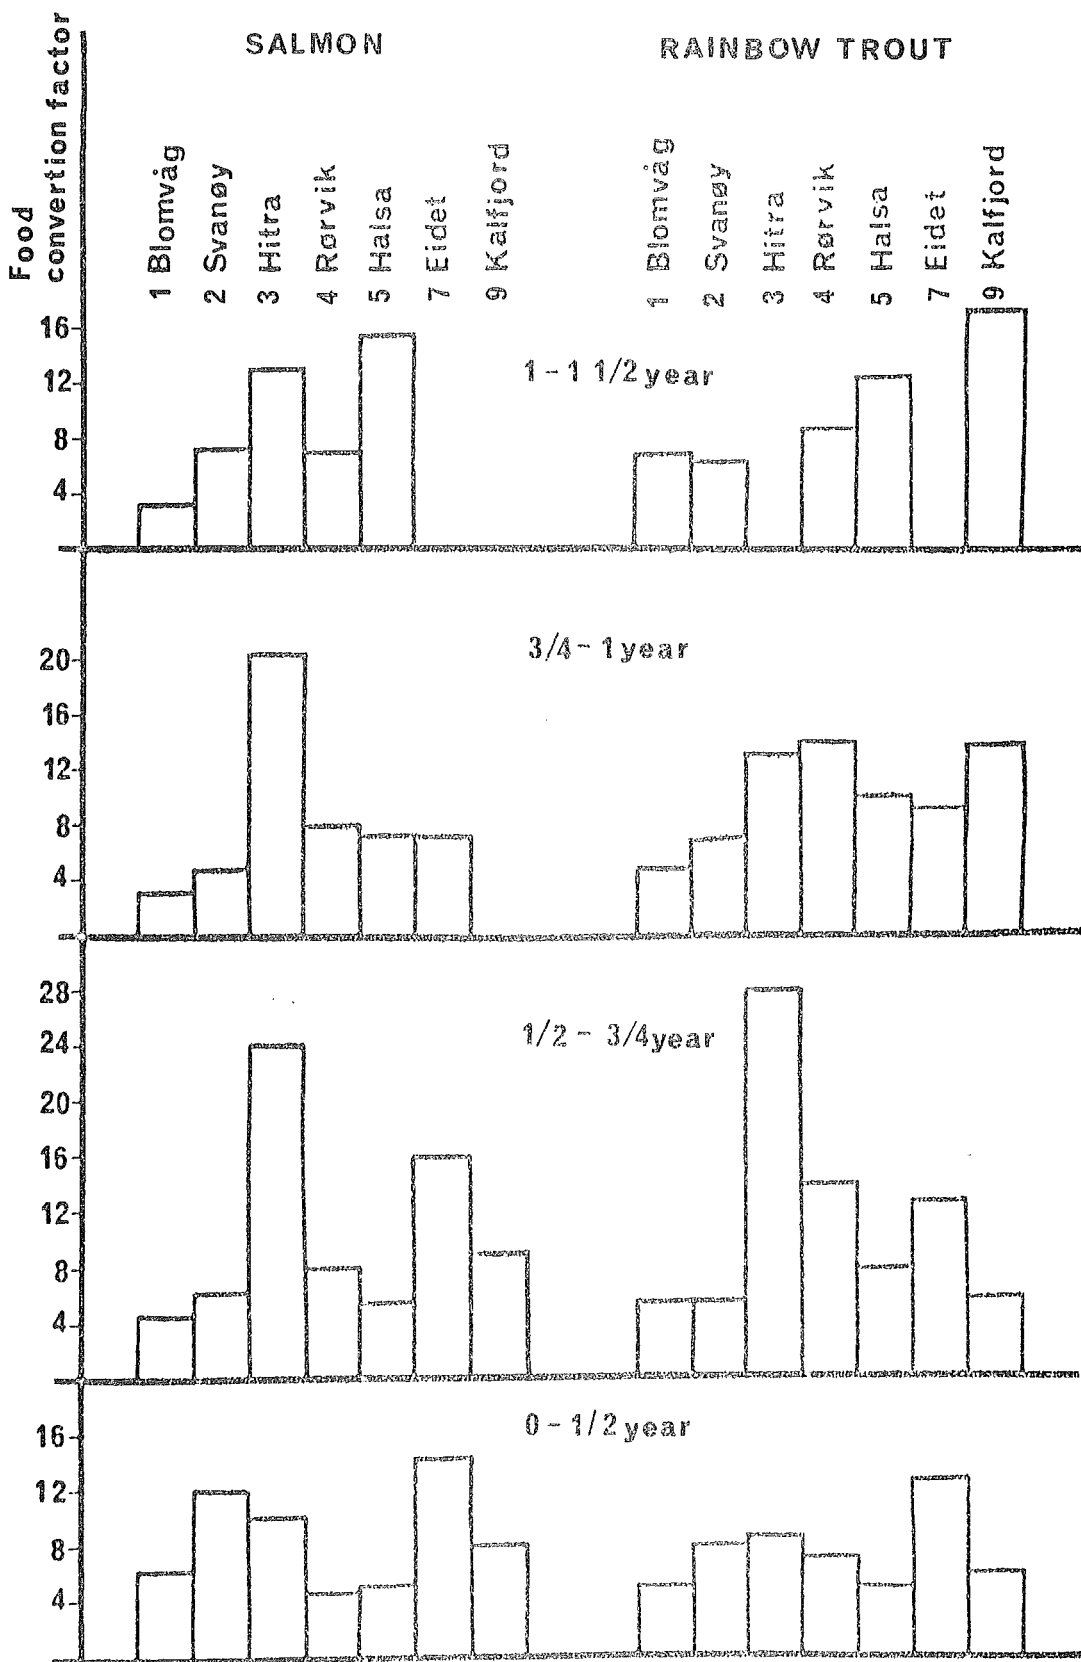 Food
convertion factor
SALMON
RAINBOW TROUT
1 Blomvåg
2 Svanøy
3 Hitra
4 Rørvik
5 Halsa
7 Eidet
9 Kalfjord
1 Blomvåg
2 Svanøy
3 Hitra
4 Rørvik
5 Halsa
7 Eidet
9 Kalfjord
1-1 1/2 year
16
12
8
4
3/4-1 year
20
16
12
8
4
1/2 - 3/4 year
28
24
20
16
12
8
4
0-1/2 year
16
12
8
4